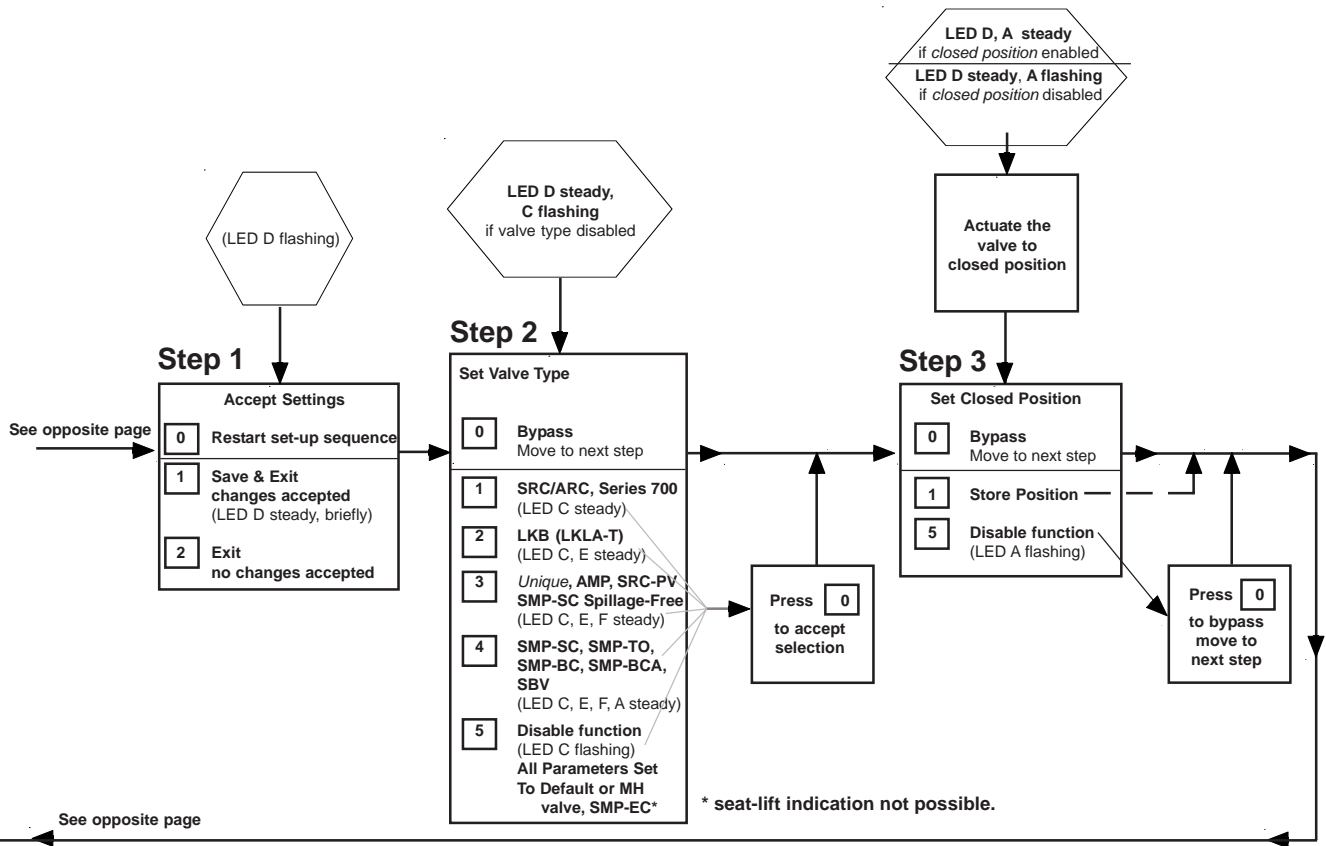 LED D, A steady
if closed position enabled
LED D steady, A flashing
if closed position disabled
Actuate the
valve to
closed position
LED D steady,
C flashing
if valve type disabled
(LED D flashing)
Step 1
Accept Settings
See opposite page
0 Restart set-up sequence
1 Save & Exit
changes accepted
(LED D steady, briefly)
2 Exit
no changes accepted
Step 2
Set Valve Type
0 Bypass
Move to next step
1 SRC/ARC, Series 700
(LED C steady)
2 LKB (LKLA-T)
(LED C, E steady)
3 Unique, AMP, SRC-PV
SMP-SC Spillage-Free
(LED C, E, F steady)
4 SMP-SC, SMP-TO,
SMP-BC, SMP-BCA,
SBV
(LED C, E, F, A steady)
5 Disable function
(LED C flashing)
All Parameters Set
To Default or MH
valve, SMP-EC*
Press 0
to accept
selection
Step 3
Set Closed Position
0 Bypass
Move to next step
1 Store Position
5 Disable function
(LED A flashing)
Press 0
to bypass
move to
next step
* seat-lift indication not possible.
See opposite page